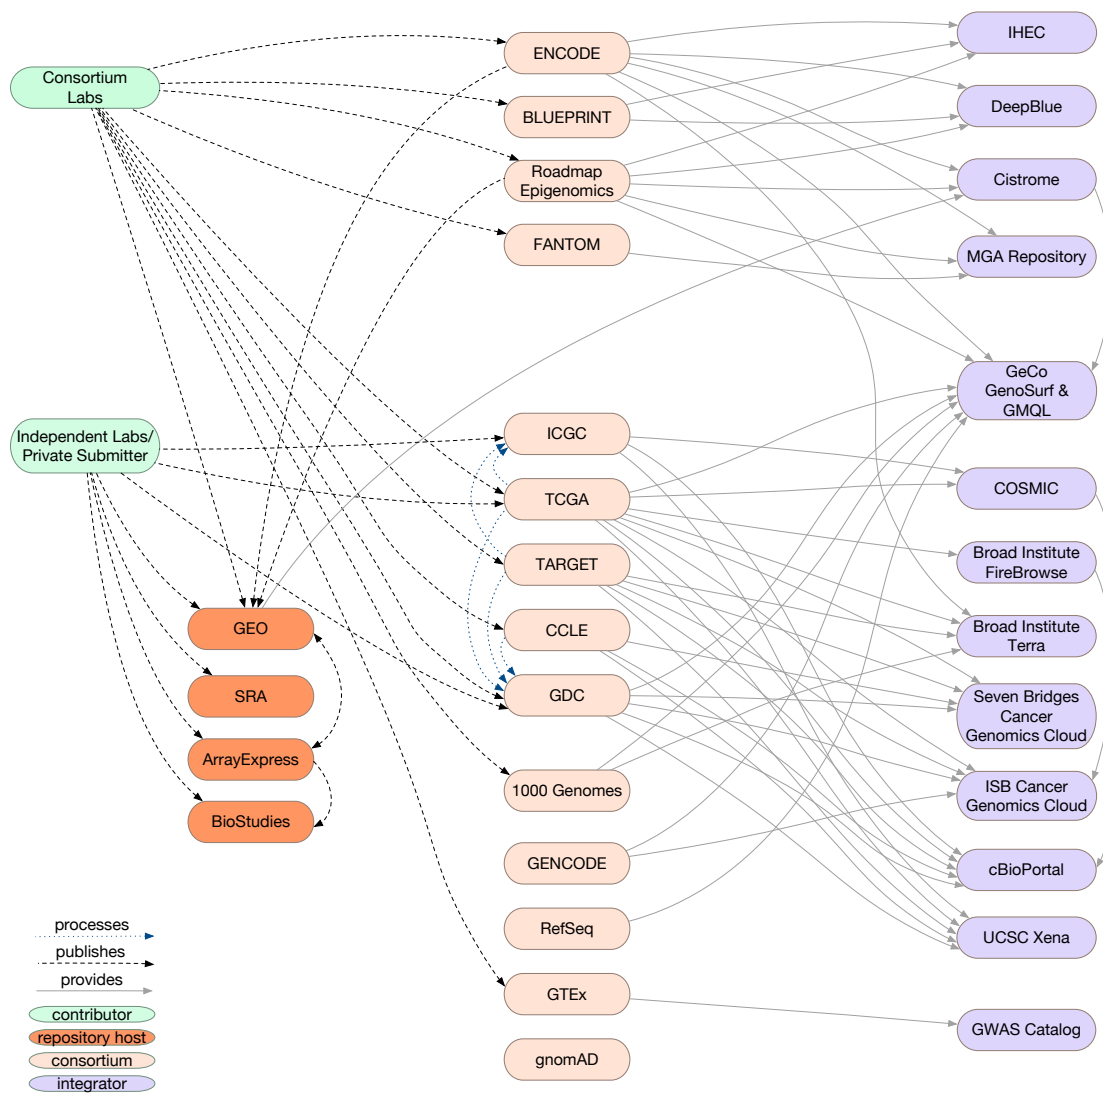 Consortium
Labs
Independent Labs/
Private Submitter
GEO
SRA
ArrayExpress
BioStudies
ENCODE
BLUEPRINT
Roadmap
Epigenomics
FANTOM
ICGC
TCGA
TARGET
CCLE
GDC
1000 Genomes
GENCODE
RefSeq
GTEx
gnomAD
IHEC
DeepBlue
Cistrome
MGA Repository
GeCo
GenoSurf &
GMQL
COSMIC
Broad Institute
FireBrowse
Broad Institute
Terra
Seven Bridges
Cancer
Genomics Cloud
ISB Cancer
Genomics Cloud
cBioPortal
UCSC Xena
GWAS Catalog
processes
publishes
provides
contributor
repository host
consortium
integrator